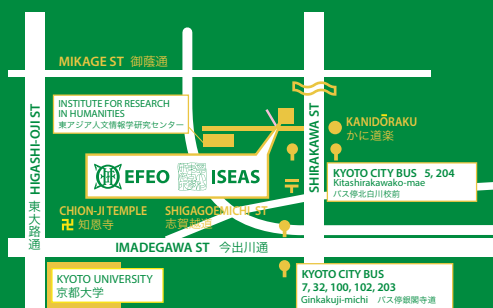 MIKAGE ST 御蔭通
INSTITUTE FOR RESEARCH
IN HUMANITIES
東アジア人文情報学研究センター
HIGASHI-OJI ST 東大路通
SHIRAKAWA ST
KANIDŌRAKU
かに道楽
EFEO ISEAS
KYOTO CITY BUS 5, 204
Kitashirakawako-mae
バス停北白川校前
CHION-JI TEMPLE
卍 知恩寺
SHIGAGOEMICHI ST
志賀越道
IMADEGAWA ST 今出川通
KYOTO UNIVERSITY
京都大学
KYOTO CITY BUS
7, 32, 100, 102, 203
Ginkakuji-michi バス停銀閣寺道